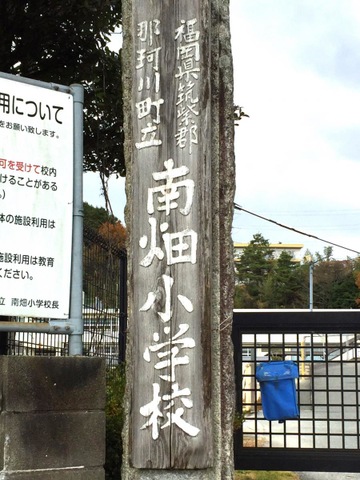 福岡県筑紫郡
那珂川町立
南畑小学校
用について
をお願い致します。
可を受けて校内
けることがある
体の施設利用は
施設利用は教育
ください。
立 南畑小学校長